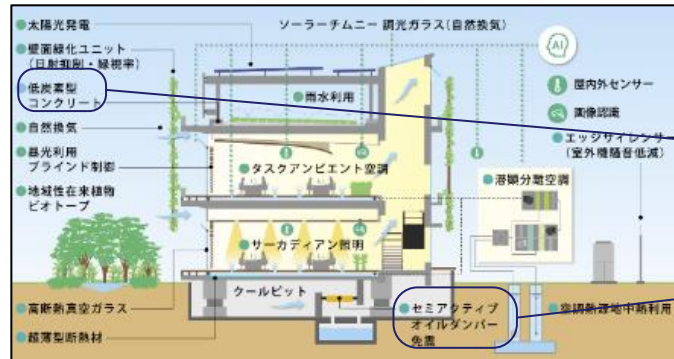 太陽光発電
ソーラーチムニー 調光ガラス(自然換気)
壁面緑化ユニット
(日射抑制・緑視率)
低炭素型
コンクリート
自然換気
昼光利用
ブラインド制御
地域性在来植物
ビオトープ
高断熱真空ガラス
超薄型断熱材
雨水利用
タスクアンビエント空調
サーカディアン照明
クールピット
AI
屋内外センサー
画像認識
エッジサイレンサー
(室外機騒音低減)
潜顕分離空調
セミアクティブ
オイルダンパー
免震
空調熱源地中熱利用